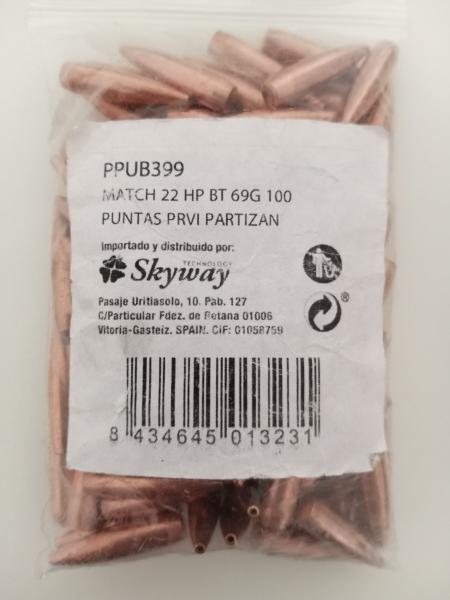 PPUB399
MATCH 22 HP BT 69G 100
PUNTAS PRVI PARTIZAN
Importado y distribuido por:
TECHNOLOGY
Skyway
Pasaje Uritiasolo, 10. Pab. 127
C/Particular Fdez. de Retana 01006
Vitoria-Gasteiz. SPAIN. CIF: 01058759
8 434645 013231
®